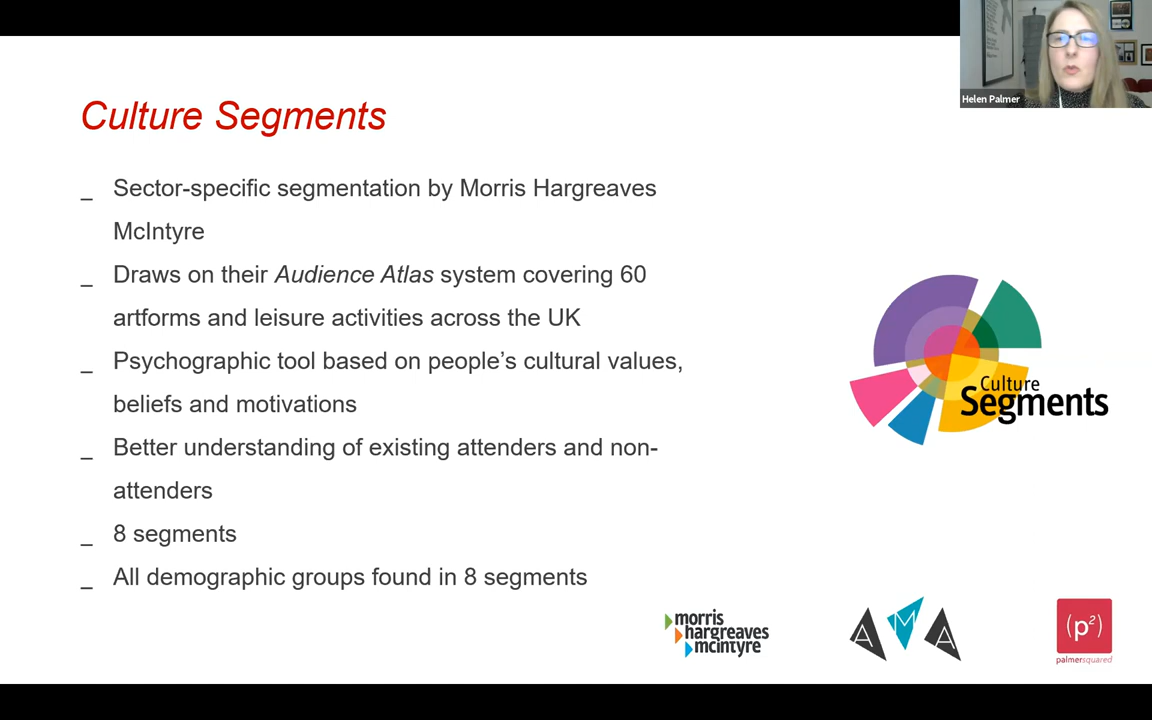 Helen Palmer
Culture Segments
_ Sector-specific segmentation by Morris Hargreaves
McIntyre
_ Draws on their Audience Atlas system covering 60
artforms and leisure activities across the UK
_ Psychographic tool based on people’s cultural values,
beliefs and motivations
_ Better understanding of existing attenders and non-
attenders
_ 8 segments
_ All demographic groups found in 8 segments
Culture
Segments
morris
hargreaves
mcintyre
AMA
(p²)
palmersquared